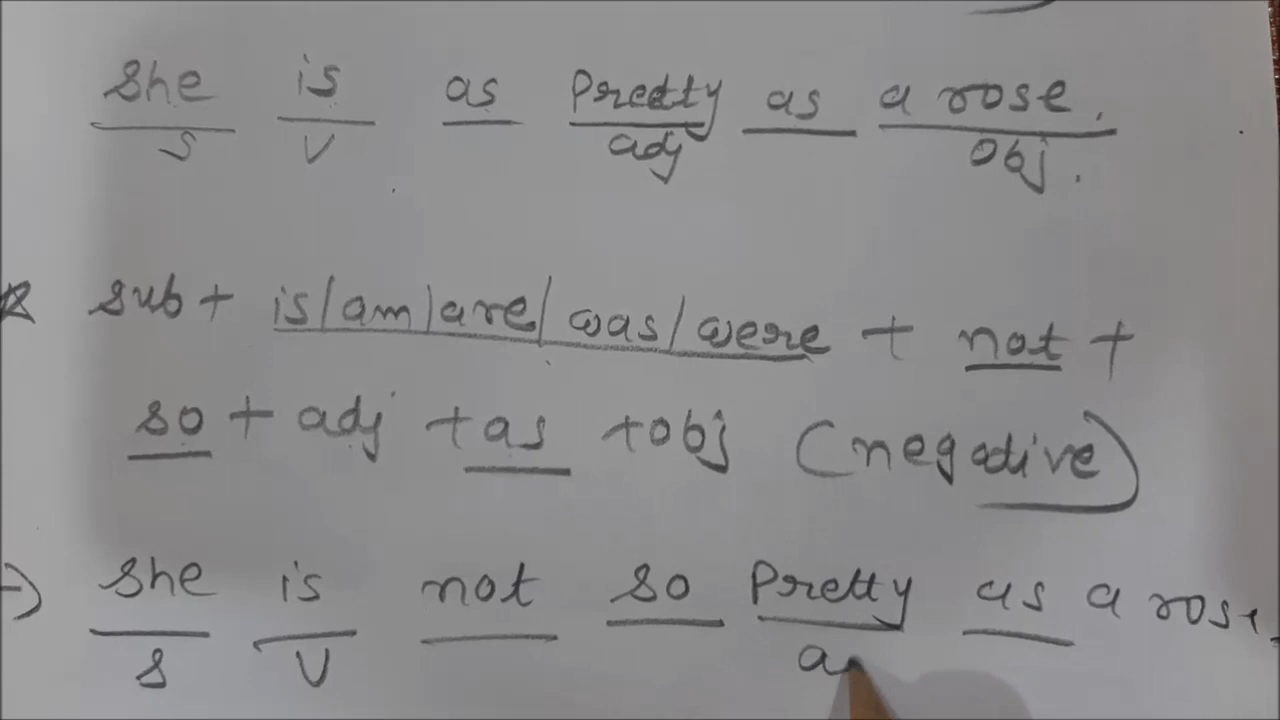 She is as Pretty as a rose.
S V adj obj.
☆ sub + is/am/are/was/were + not +
so + adj + as + obj (negative)
→) She is not so Pretty as a rose.
S V a